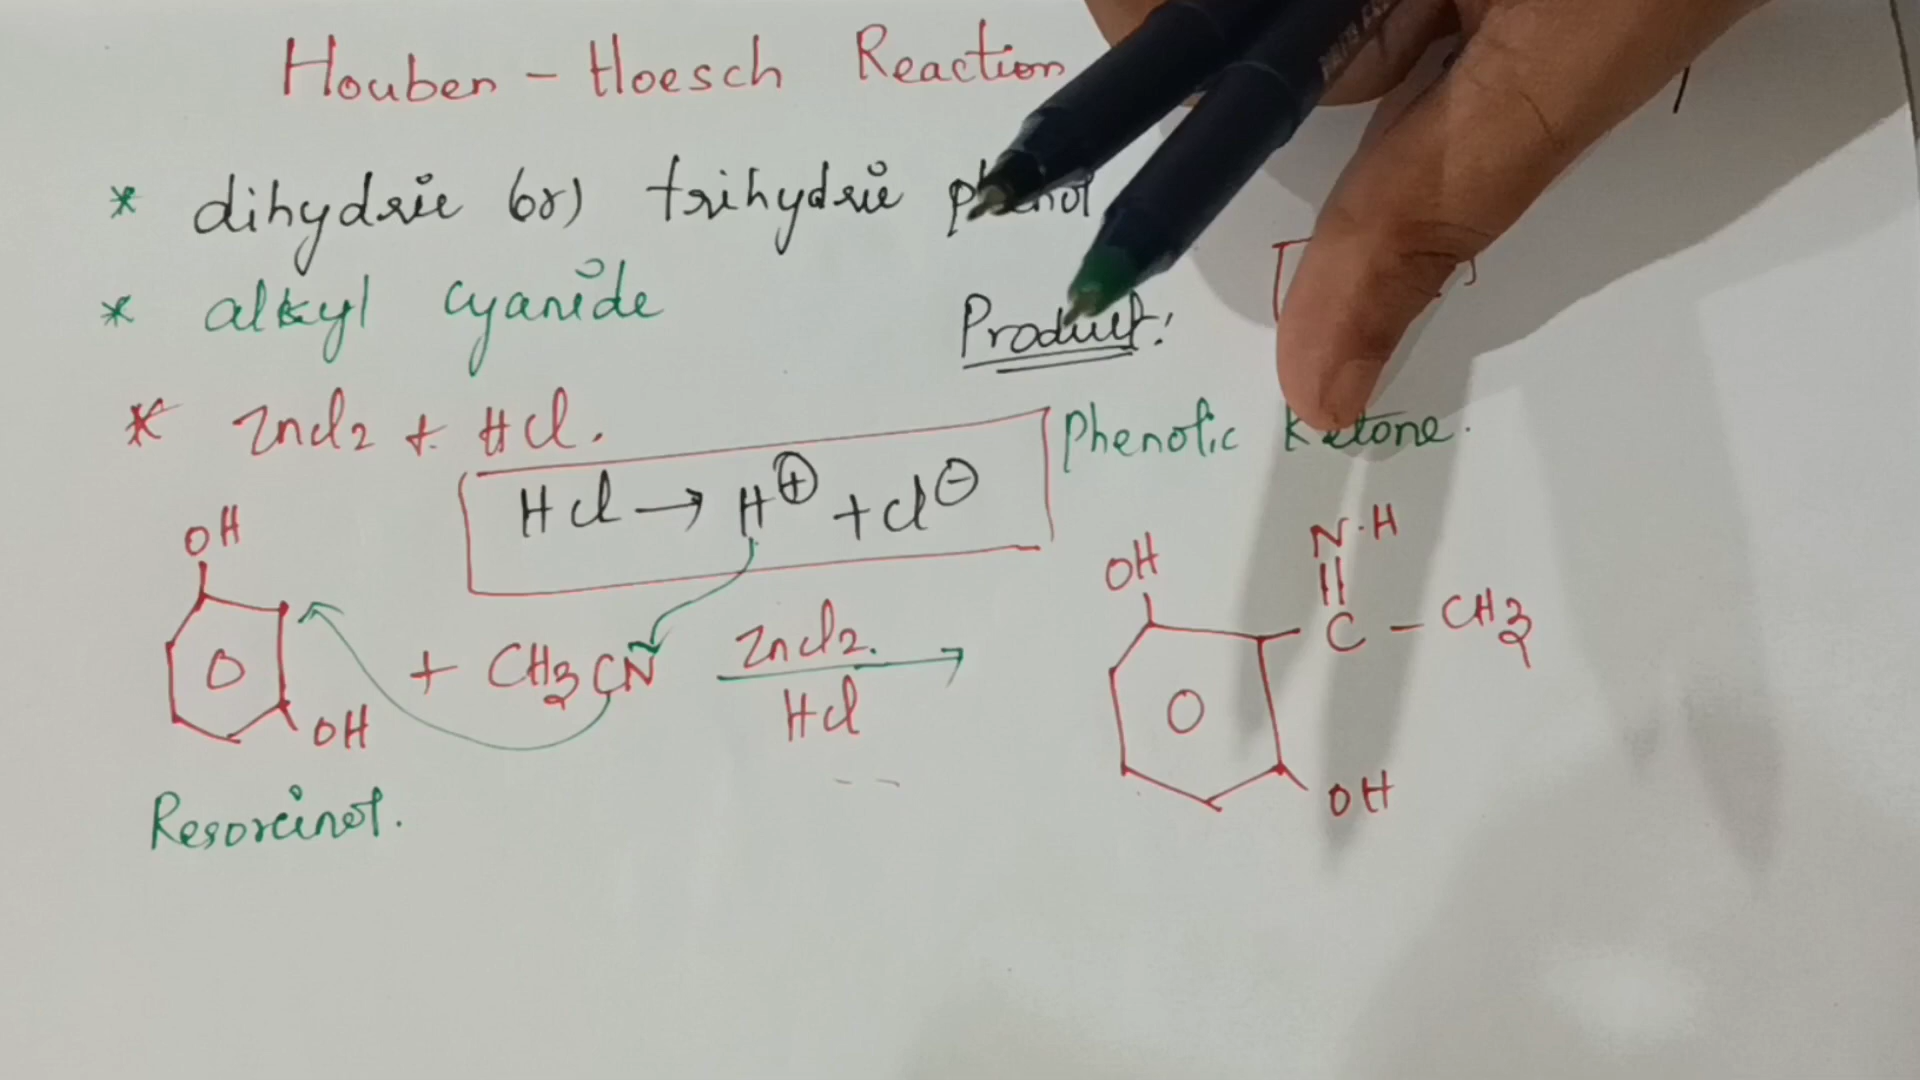 Houben - Hoesch Reaction
* dihydric (or) trihydric phenol
* alkyl cyanide
Product:
* ZnCl2 + HCl.
Phenolic Ketone.
HCl → H⊕ + Cl⊖
OH
OH
+ CH3CN
ZnCl2.
HCl
OH
N-H
C - CH3
OH
Resorcinol.